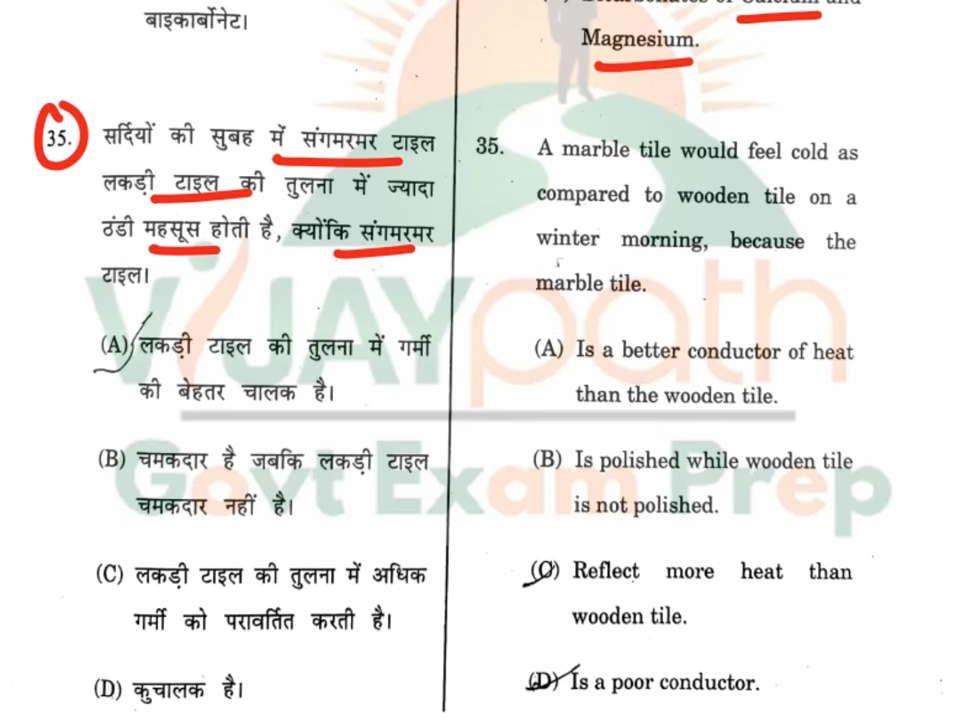 बाइकार्बोनेट।
Magnesium.
35. सर्दियों की सुबह में संगमरमर टाइल
लकड़ी टाइल की तुलना में ज्यादा
ठंडी महसूस होती है, क्योंकि संगमरमर
टाइल।
(A) लकड़ी टाइल की तुलना में गर्मी
की बेहतर चालक है।
(B) चमकदार है जबकि लकड़ी टाइल
चमकदार नहीं है।
(C) लकड़ी टाइल की तुलना में अधिक
गर्मी को परावर्तित करती है।
(D) कुचालक है।
35. A marble tile would feel cold as
compared to wooden tile on a
winter morning, because the
marble tile.
(A) Is a better conductor of heat
than the wooden tile.
(B) Is polished while wooden tile
is not polished.
(C) Reflect more heat than
wooden tile.
(D) Is a poor conductor.
VIJAYpath
Govt Exam Prep